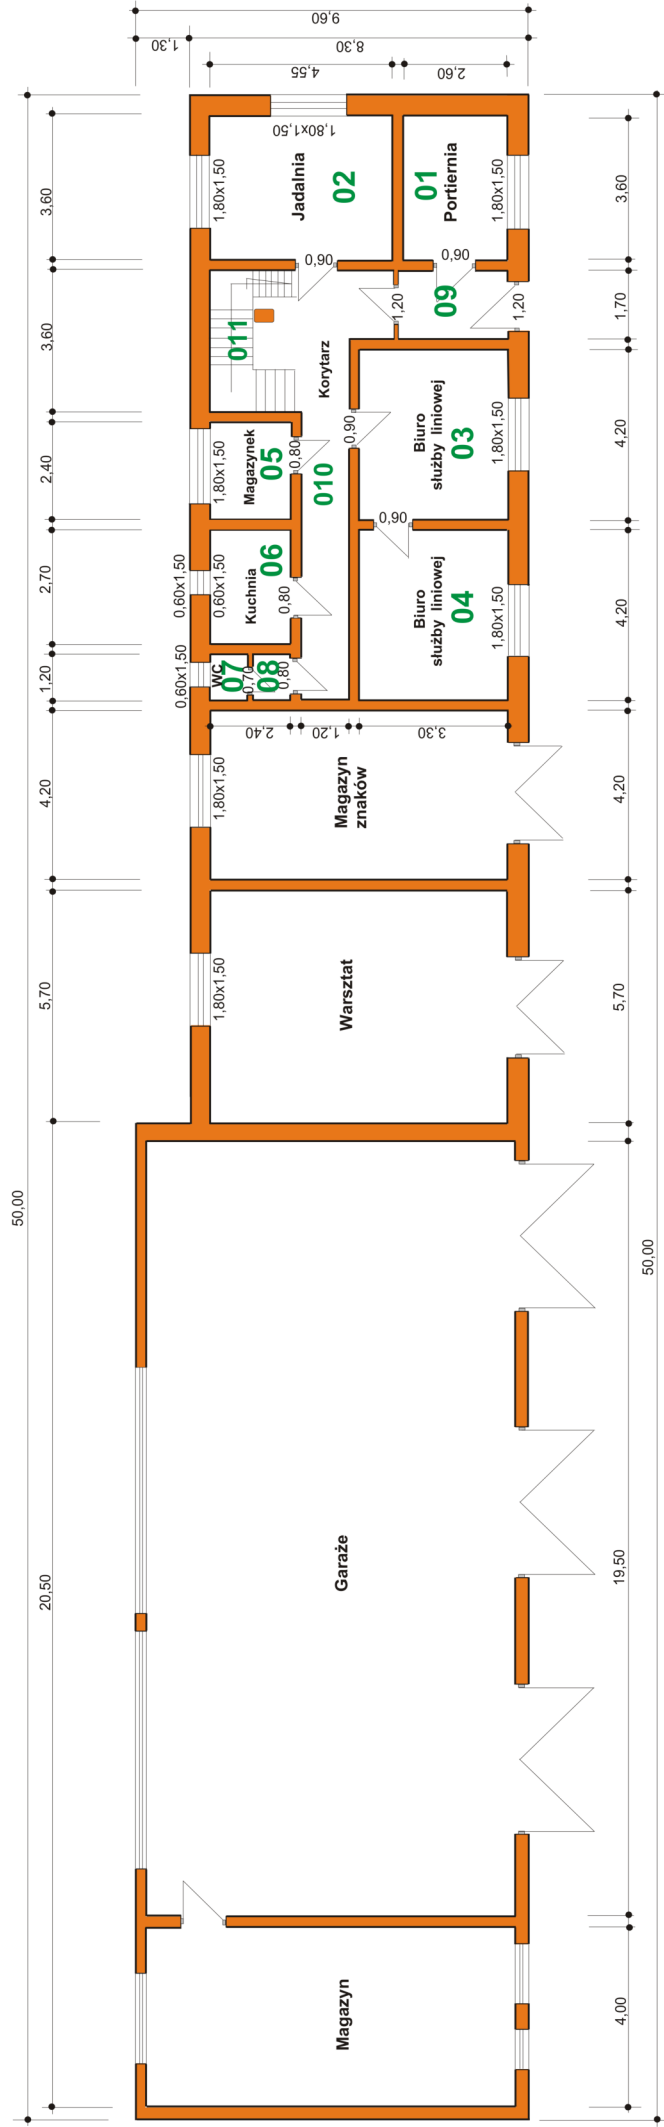 9,60
1,30
8,30
4,55
2,60
50,00
3,60
3,60
2,40
2,70
1,20
4,20
5,70
20,50
1,80x1,50
1,80x1,50
Jadalnia
02
01
Portiernia
1,80x1,50
3,60
0,90
0,90
09
1,20
1,20
1,70
011
Korytarz
1,80x1,50
Magazynek
05
0,80
010
0,90
Biuro
służby liniowej
03
1,80x1,50
4,20
0,90
0,60x1,50
0,60x1,50
Kuchnia
06
0,80
Biuro
służby liniowej
04
1,80x1,50
4,20
0,60x1,50
WC
07
0,70
08
0,80
2,40
1,20
3,30
1,80x1,50
Magazyn
znaków
4,20
1,80x1,50
Warsztat
5,70
50,00
Garaże
19,50
Magazyn
4,00